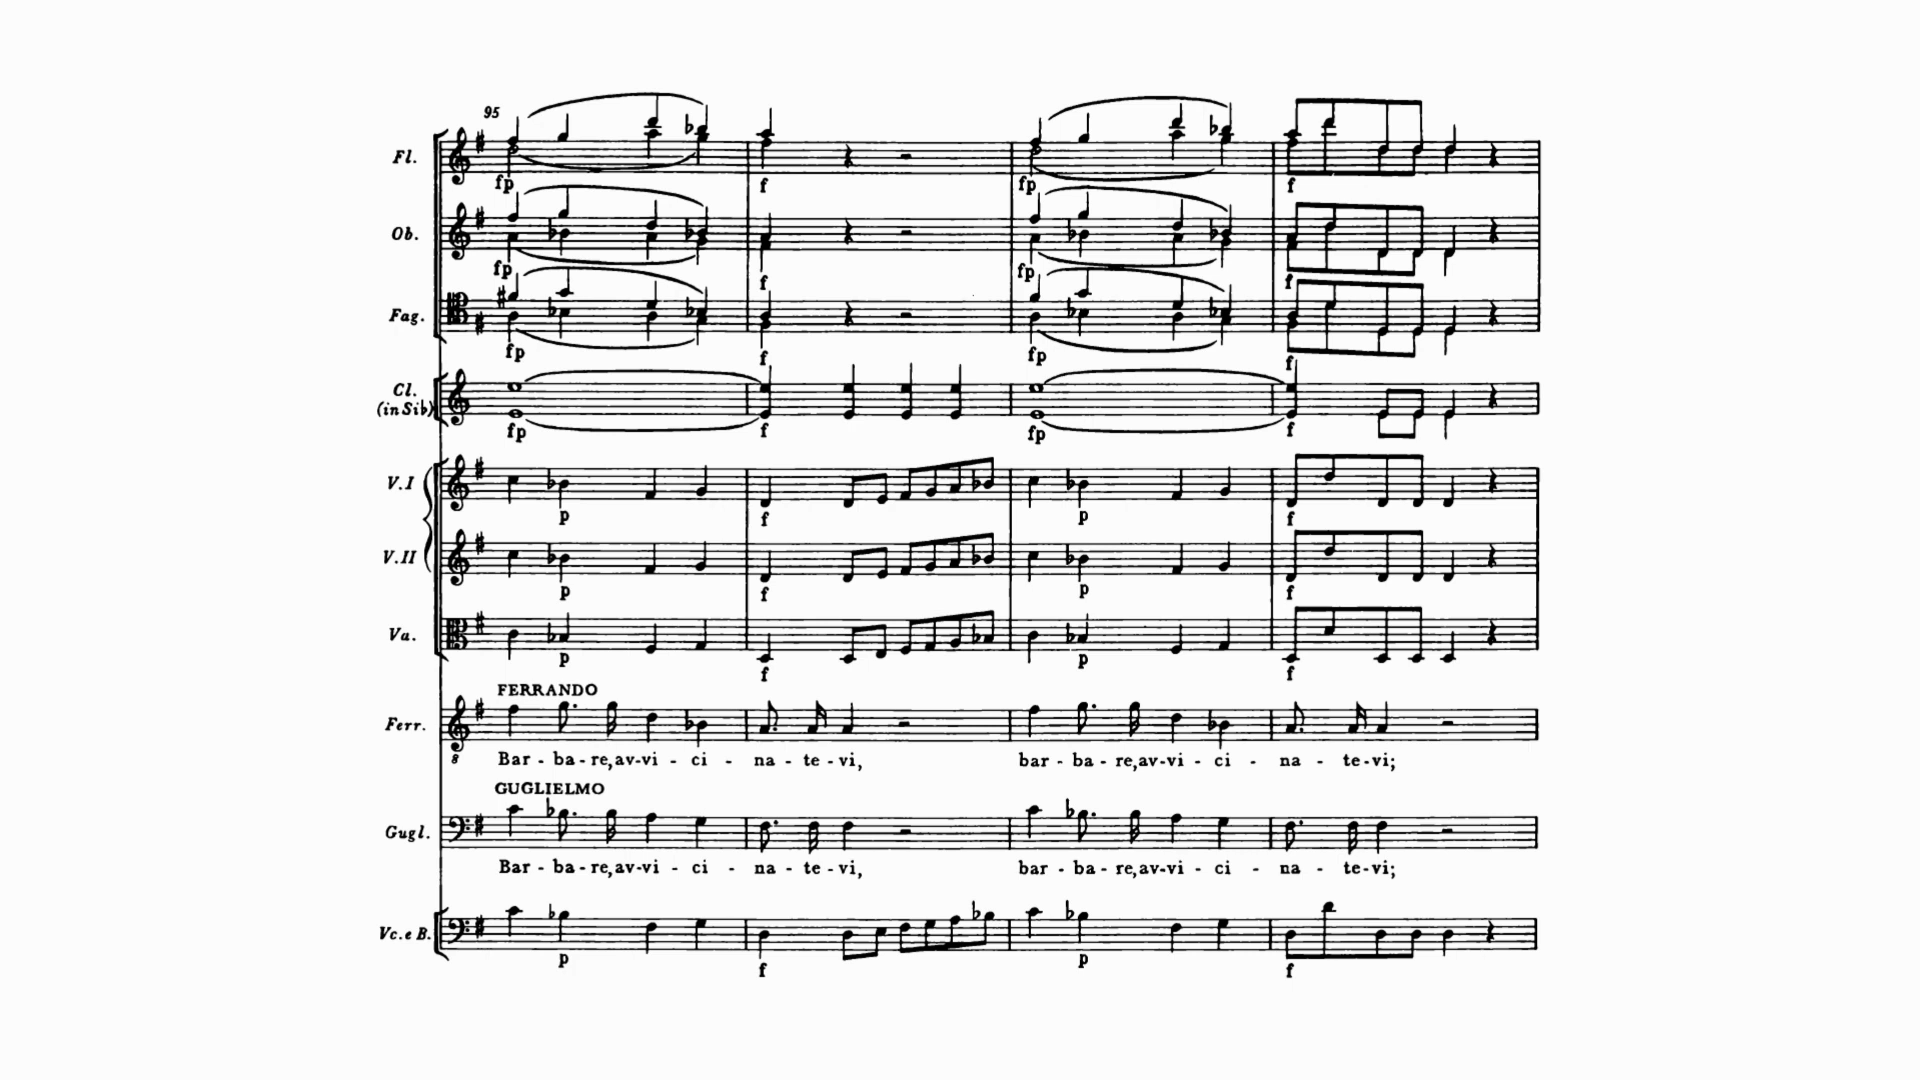 95
Fl.
fp f fp f
Ob.
fp f fp f
Fag.
fp f fp f
Cl.
(in Sib)
fp f fp f
V.I
p f p f
V.II
p f p f
Va.
p f p f
FERRANDO
Ferr.
8
Bar - ba - re, av-vi - ci - na - te - vi, bar - ba - re, av-vi - ci - na - te-vi;
GUGLIELMO
Gugl.
Bar - ba - re, av-vi - ci - na - te - vi, bar - ba - re, av-vi - ci - na - te-vi;
Vc. e B.
p f p f